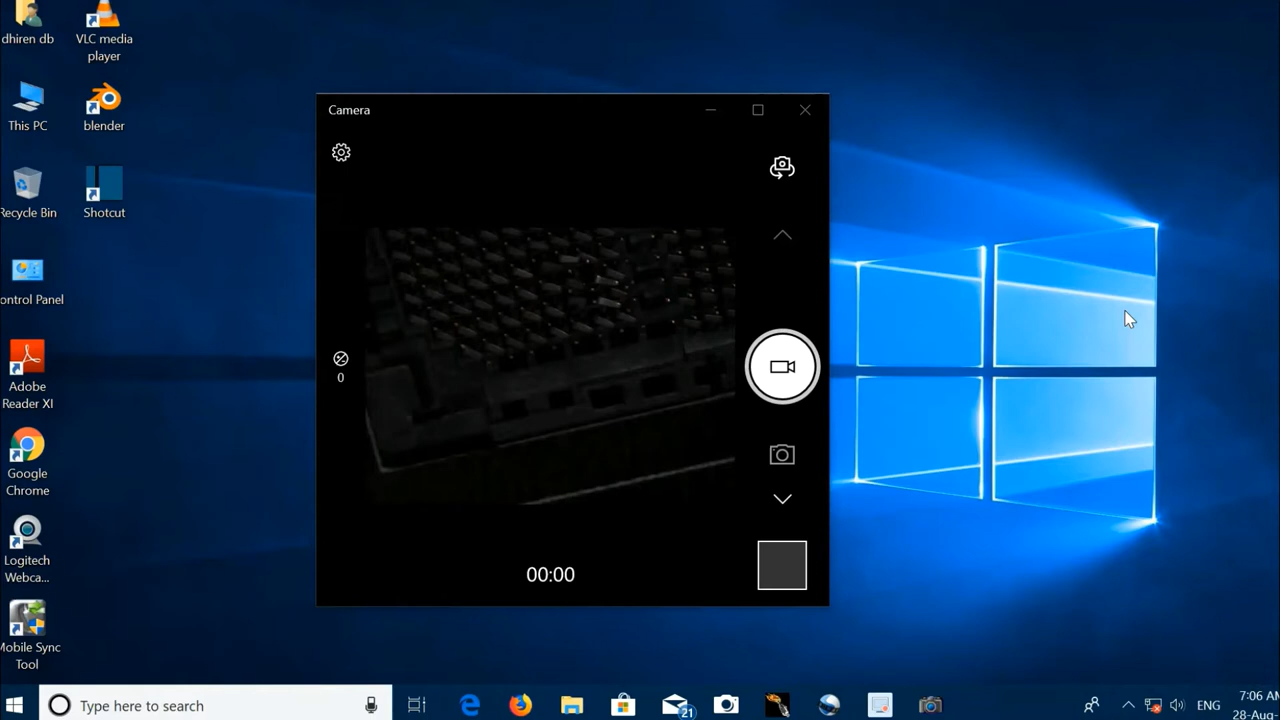 dhiren db
VLC media
player
This PC
blender
Recycle Bin
Shotcut
ontrol Panel
Adobe
Reader XI
Google
Chrome
Logitech
Webca...
Mobile Sync
Tool
Camera
0
00:00
Type here to search
21
ENG
7:06 AM
28-Aug